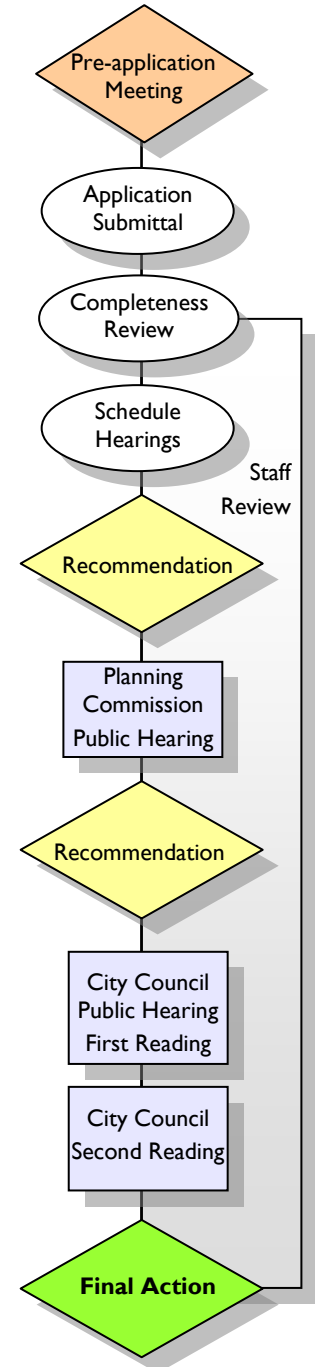 Pre-application
Meeting
Application
Submittal
Completeness
Review
Schedule
Hearings
Staff
Review
Recommendation
Planning
Commission
Public Hearing
Recommendation
City Council
Public Hearing
First Reading
City Council
Second Reading
Final Action